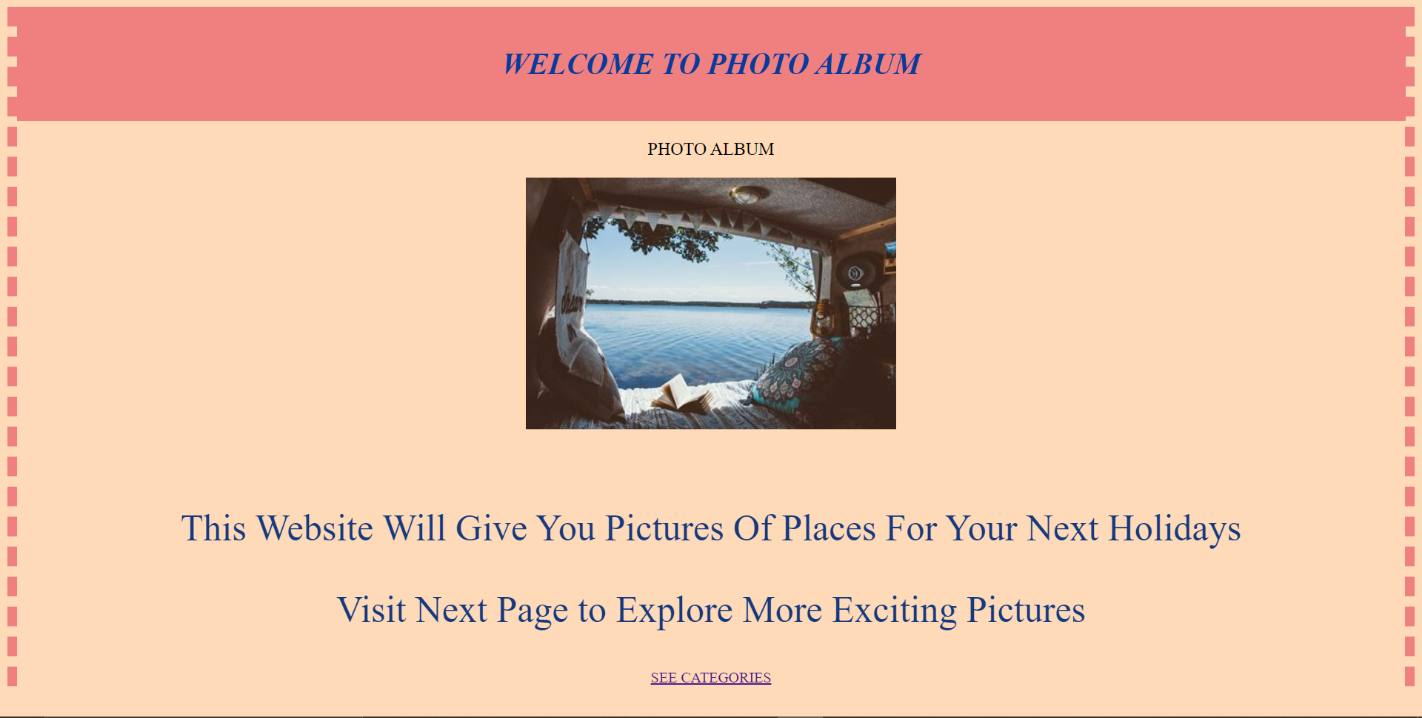 WELCOME TO PHOTO ALBUM
PHOTO ALBUM
dream
This Website Will Give You Pictures Of Places For Your Next Holidays
Visit Next Page to Explore More Exciting Pictures
SEE CATEGORIES